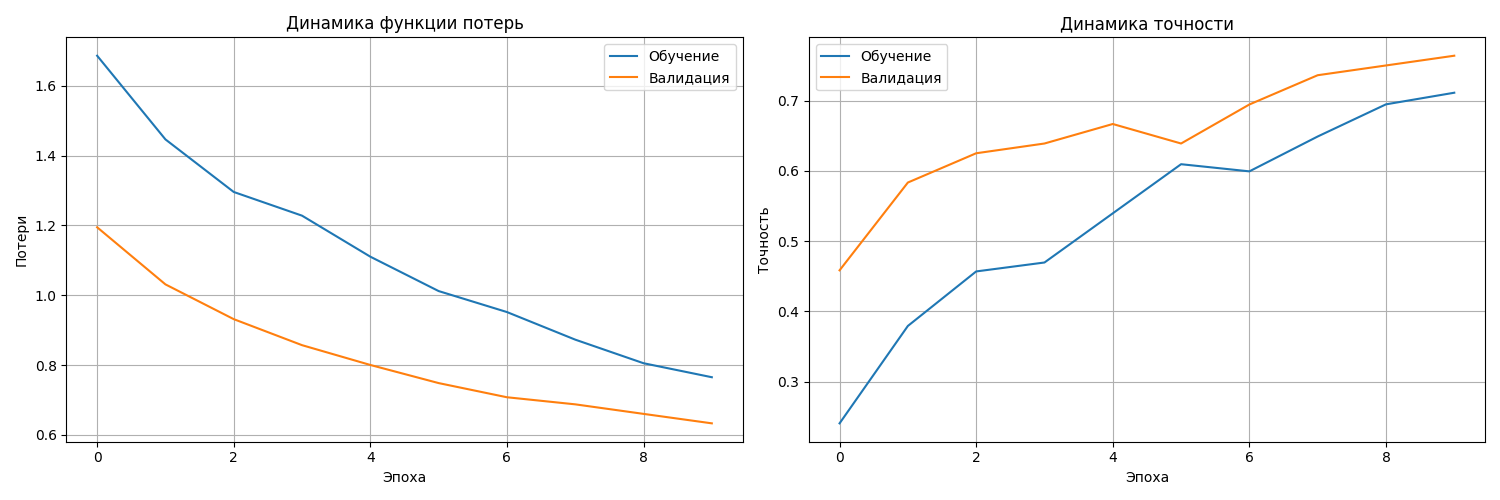 Динамика функции потерь
Обучение
Валидация
1.6
1.4
1.2
1.0
0.8
0.6
Потери
0
2
4
6
8
Эпоха
Динамика точности
Обучение
Валидация
0.7
0.6
0.5
0.4
0.3
Точность
0
2
4
6
8
Эпоха